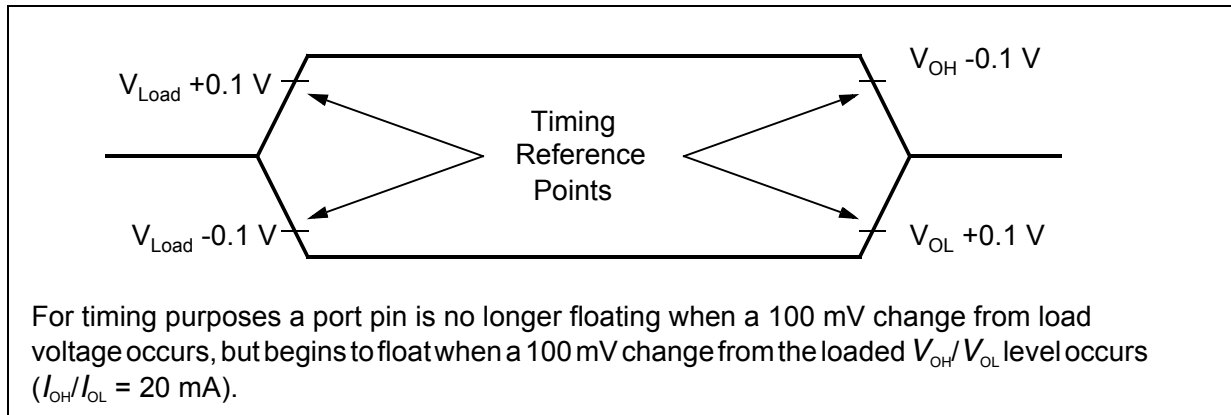 V_Load +0.1 V
V_OH -0.1 V
Timing
Reference
Points
V_Load -0.1 V
V_OL +0.1 V
For timing purposes a port pin is no longer floating when a 100 mV change from load
voltage occurs, but begins to float when a 100 mV change from the loaded V_OH/V_OL level occurs
(I_OH/I_OL = 20 mA).